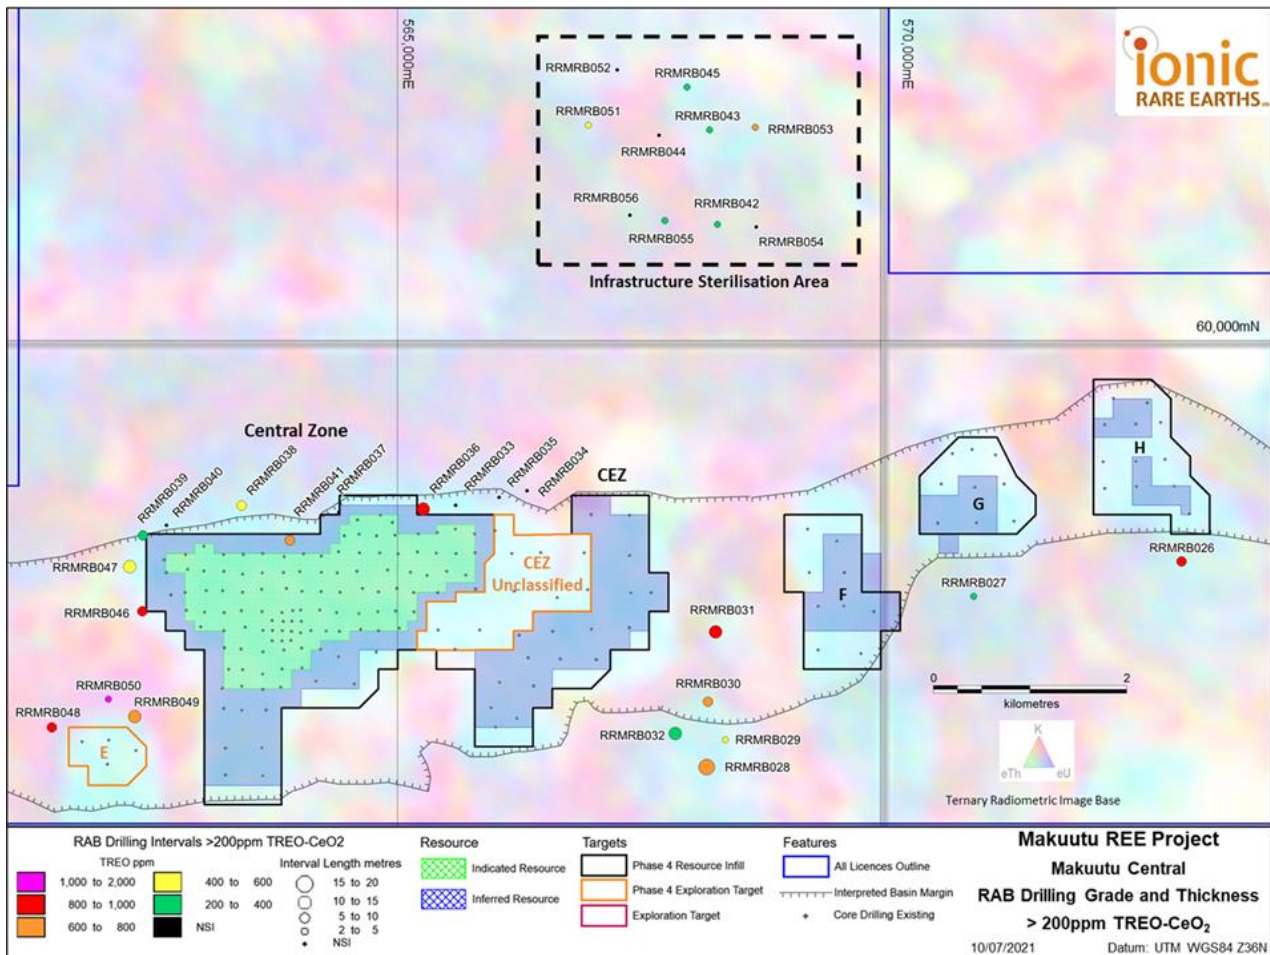 565,000mE
570,000mE
ionic
RARE EARTHS
RRMRB052
RRMRB045
RRMRB051
RRMRB043
RRMRB053
RRMRB044
RRMRB056
RRMRB042
RRMRB055
RRMRB054
Infrastructure Sterilisation Area
60,000mN
Central Zone
CEZ
RRMRB039
RRMRB040
RRMRB038
RRMRB041
RRMRB037
RRMRB036
RRMRB033
RRMRB035
RRMRB034
H
G
RRMRB047
CEZ
Unclassified
RRMRB026
F
RRMRB027
RRMRB046
RRMRB031
RRMRB050
RRMRB049
RRMRB030
RRMRB048
0 2
kilometres
E
RRMRB032
RRMRB029
RRMRB028
K
eTh eU
Ternary Radiometric Image Base
RAB Drilling Intervals >200ppm TREO-CeO2
TREO ppm
1,000 to 2,000
800 to 1,000
600 to 800
400 to 600
200 to 400
NSI
Interval Length metres
15 to 20
10 to 15
5 to 10
2 to 5
NSI
Resource
Indicated Resource
Inferred Resource
Targets
Phase 4 Resource Infill
Phase 4 Exploration Target
Exploration Target
Features
All Licences Outline
Interpreted Basin Margin
Core Drilling Existing
Makuutu REE Project
Makuutu Central
RAB Drilling Grade and Thickness
> 200ppm TREO-CeO₂
10/07/2021 Datum: UTM WGS84 Z36N